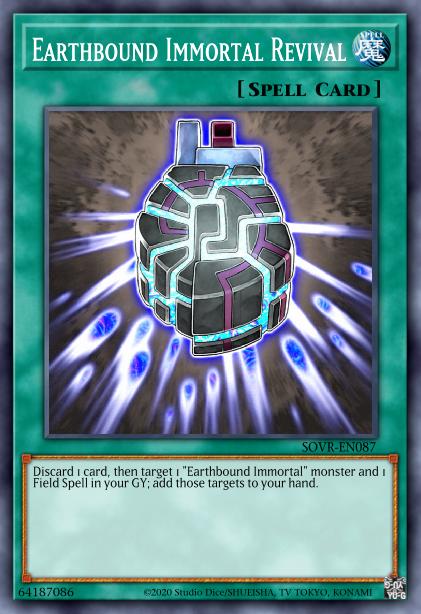 Earthbound Immortal Revival
SPELL
魔
[Spell Card]
SOVR-EN087
Discard 1 card, then target 1 "Earthbound Immortal" monster and 1
Field Spell in your GY; add those targets to your hand.
64187086
©2020 Studio Dice/SHUEISHA, TV TOKYO, KONAMI